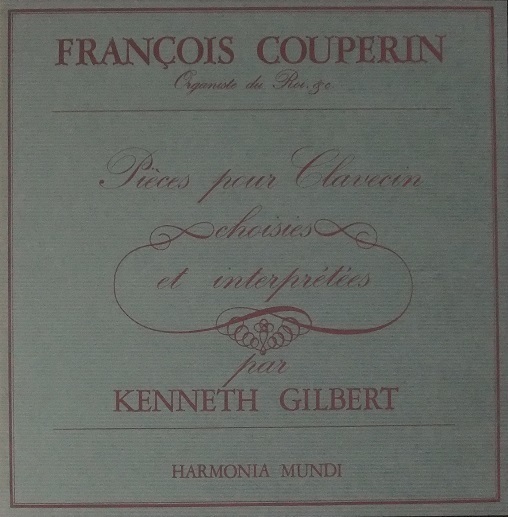 FRANÇOIS COUPERIN
Organiste du Roi. &c.
Pièces pour Clavecin
choisies
et interprétées
par
KENNETH GILBERT
HARMONIA MUNDI